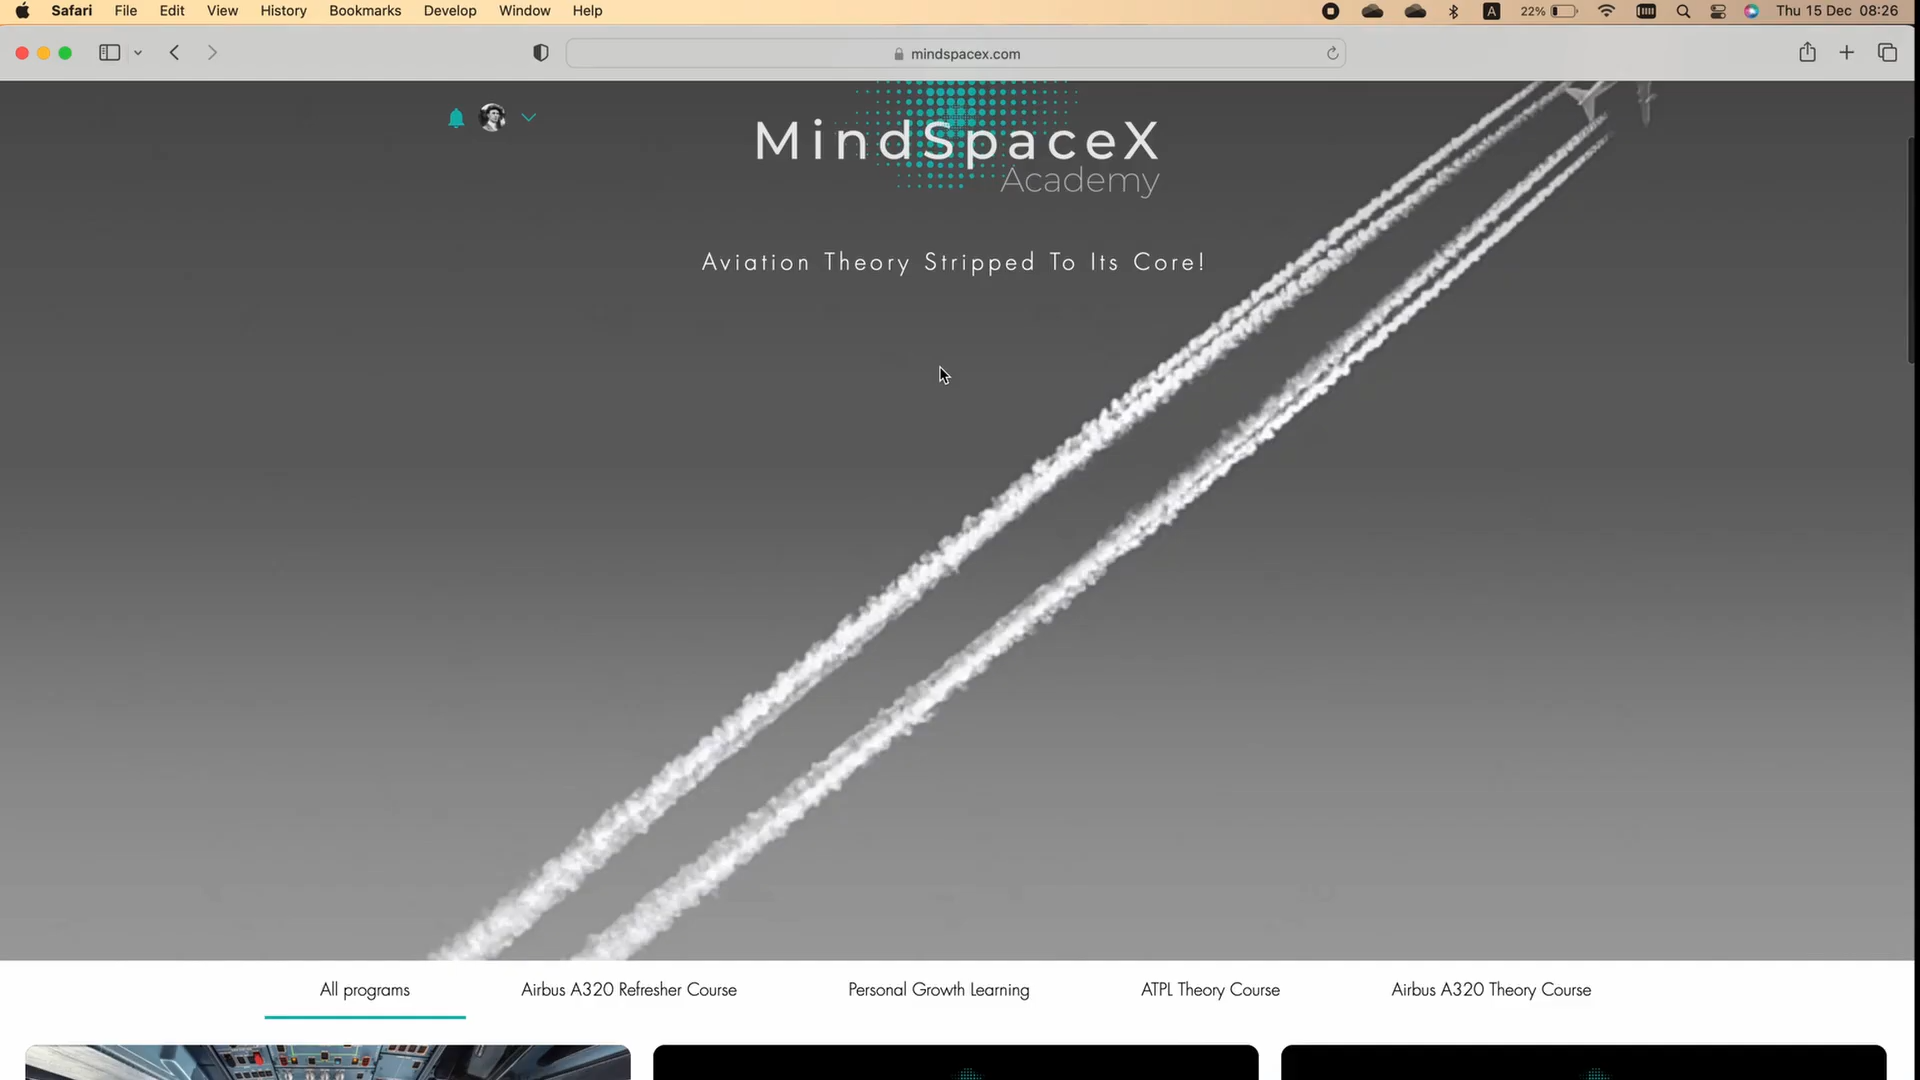 Safari File Edit View History Bookmarks Develop Window Help A 22% Thu 15 Dec 08:26
mindspacex.com
MindSpaceX
Academy
Aviation Theory Stripped To Its Core!
All programs Airbus A320 Refresher Course Personal Growth Learning ATPL Theory Course Airbus A320 Theory Course